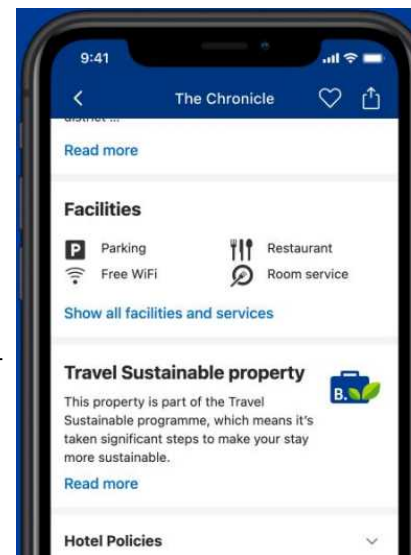 9:41
The Chronicle
district ...
Read more
Facilities
P Parking
Restaurant
Free WiFi
Room service
Show all facilities and services
Travel Sustainable property
B.
This property is part of the Travel
Sustainable programme, which means it's
taken significant steps to make your stay
more sustainable.
Read more
Hotel Policies